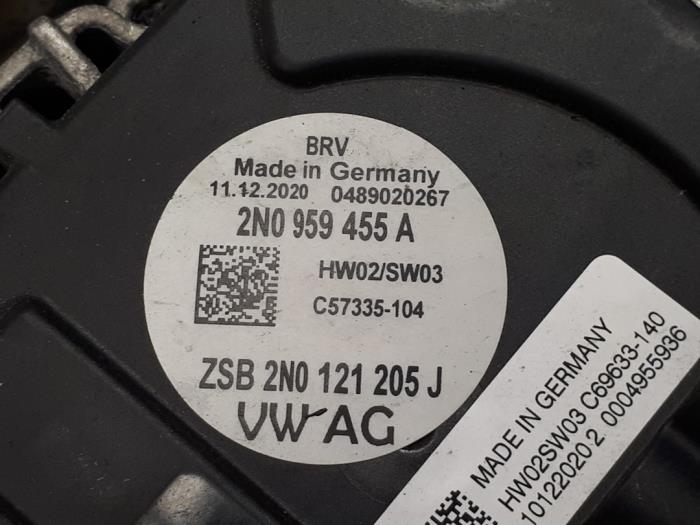 BRV
Made in Germany
11.12.2020 0489020267
2N0 959 455 A
HW02/SW03
C57335-104
ZSB 2N0 121 205 J
VW AG
MADE IN GERMANY
HW02SW03 C69633-140
10122020 2 0004955936